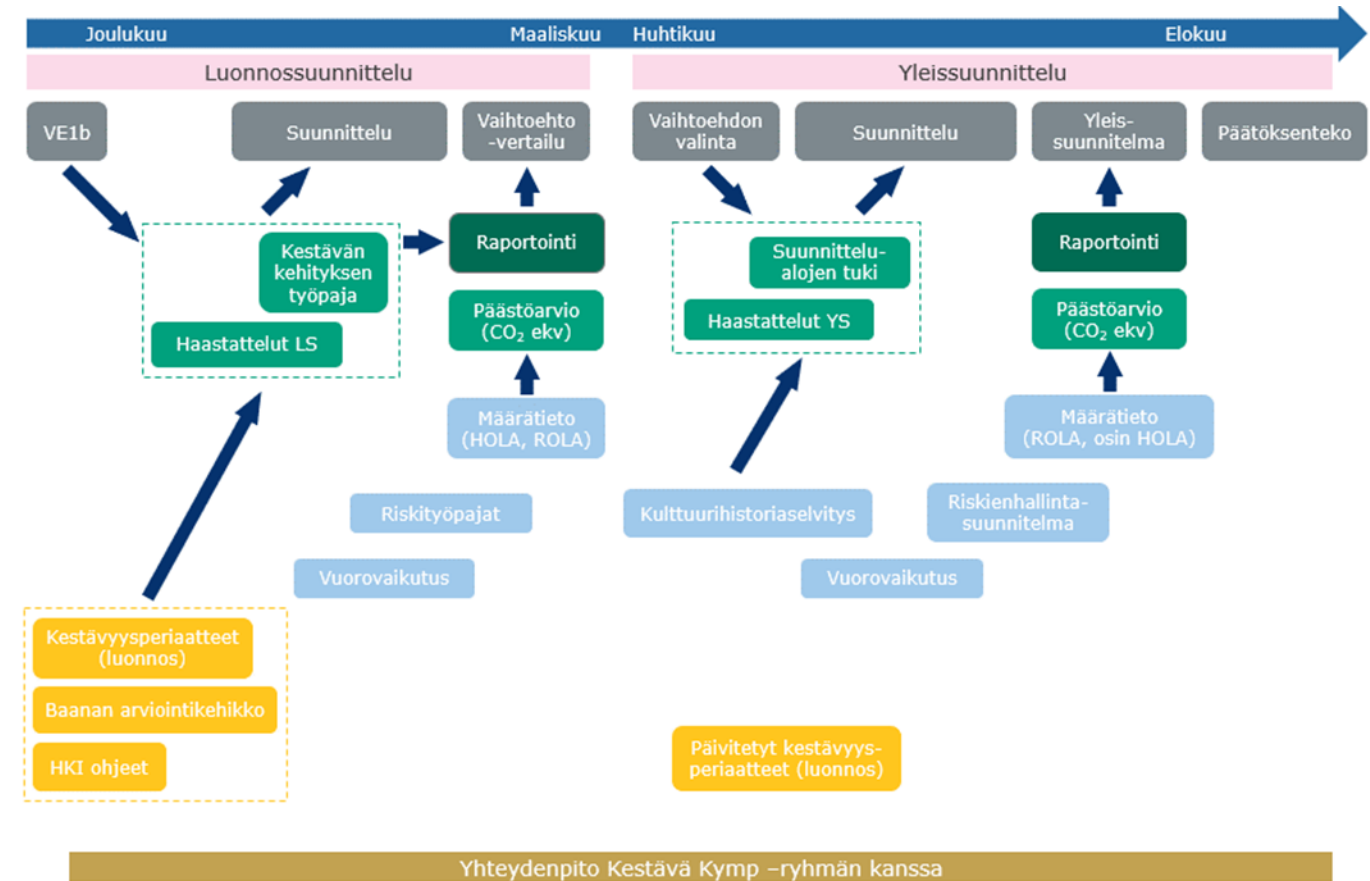 Joulukuu
Maaliskuu
Huhtikuu
Elokuu
Luonnossuunnittelu
Yleissuunnittelu
VE1b
Suunnittelu
Vaihtoehto
-vertailu
Vaihtoehdon
valinta
Suunnittelu
Yleis-
suunnitelma
Päätöksenteko
Kestävän
kehityksen
työpaja
Haastattelut LS
Raportointi
Päästöarvio
(CO₂ ekv)
Määrätieto
(HOLA, ROLA)
Suunnittelu-
alojen tuki
Haastattelut YS
Raportointi
Päästöarvio
(CO₂ ekv)
Määrätieto
(ROLA, osin HOLA)
Riskityöpajat
Kulttuurihistoriaselvitys
Riskienhallinta-
suunnitelma
Vuorovaikutus
Vuorovaikutus
Kestävyysperiaatteet
(luonnos)
Baanan arviointikehikko
HKI ohjeet
Päivitetyt kestävyys-
periaatteet (luonnos)
Yhteydenpito Kestävä Kymp –ryhmän kanssa